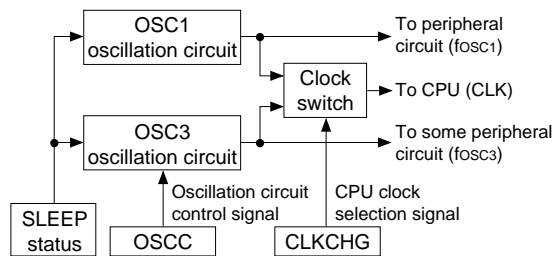 OSC1
oscillation circuit
To peripheral
circuit (fOSC1)
Clock
switch
To CPU (CLK)
OSC3
oscillation circuit
To some peripheral
circuit (fOSC3)
Oscillation circuit
control signal
CPU clock
selection signal
SLEEP
status
OSCC
CLKCHG